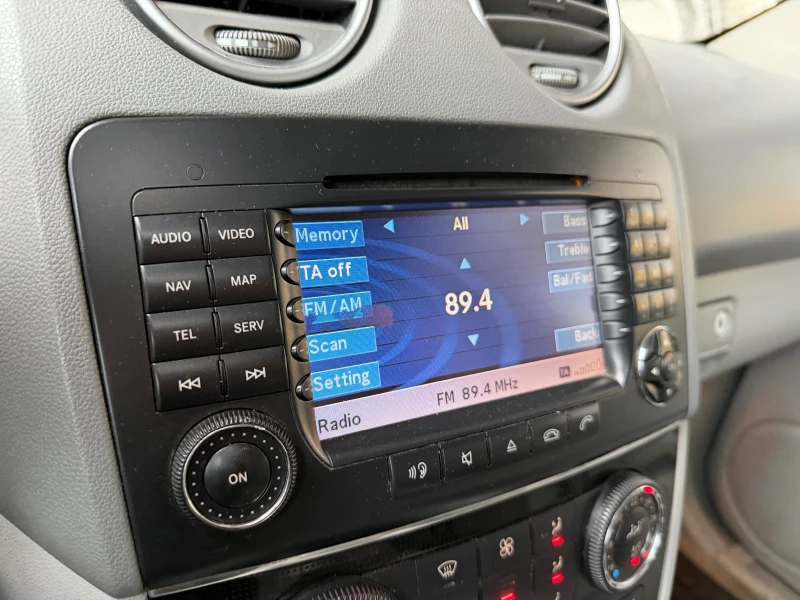 AUDIO VIDEO
NAV MAP
TEL SERV
ON
Memory All Bass
TA off Treble
FM/AM 89.4 Bal/Fad
Scan Back
Setting
Radio FM 89.4 MHz TA